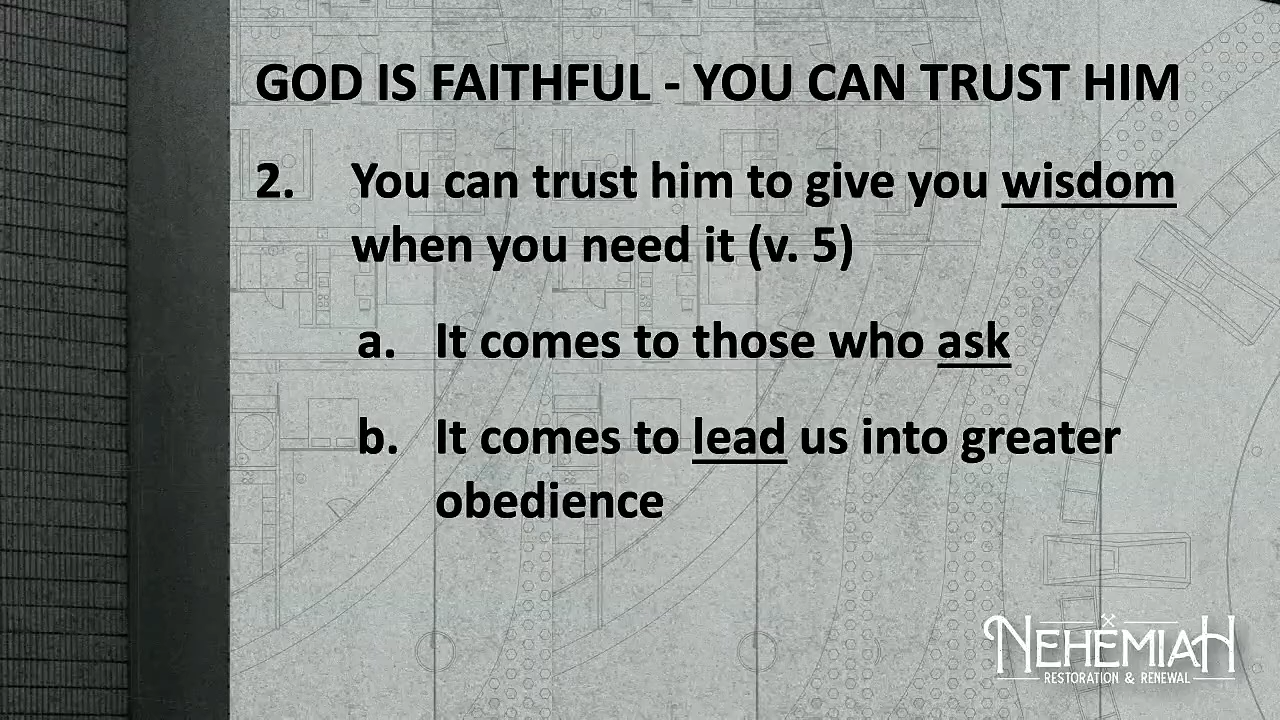 GOD IS FAITHFUL - YOU CAN TRUST HIM
2. You can trust him to give you wisdom
when you need it (v. 5)
a. It comes to those who ask
b. It comes to lead us into greater
obedience
NEHEMIAH
RESTORATION & RENEWAL